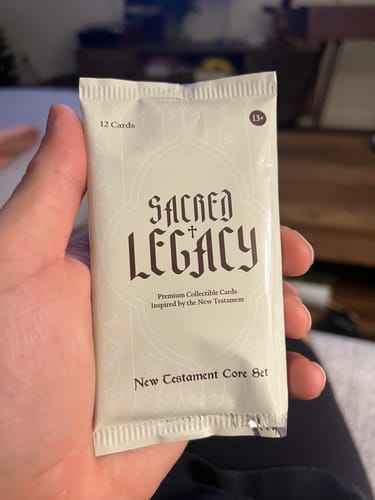 12 Cards
13+
SACRED
LEGACY
Premium Collectible Cards
Inspired by the New Testament
New Testament Core Set